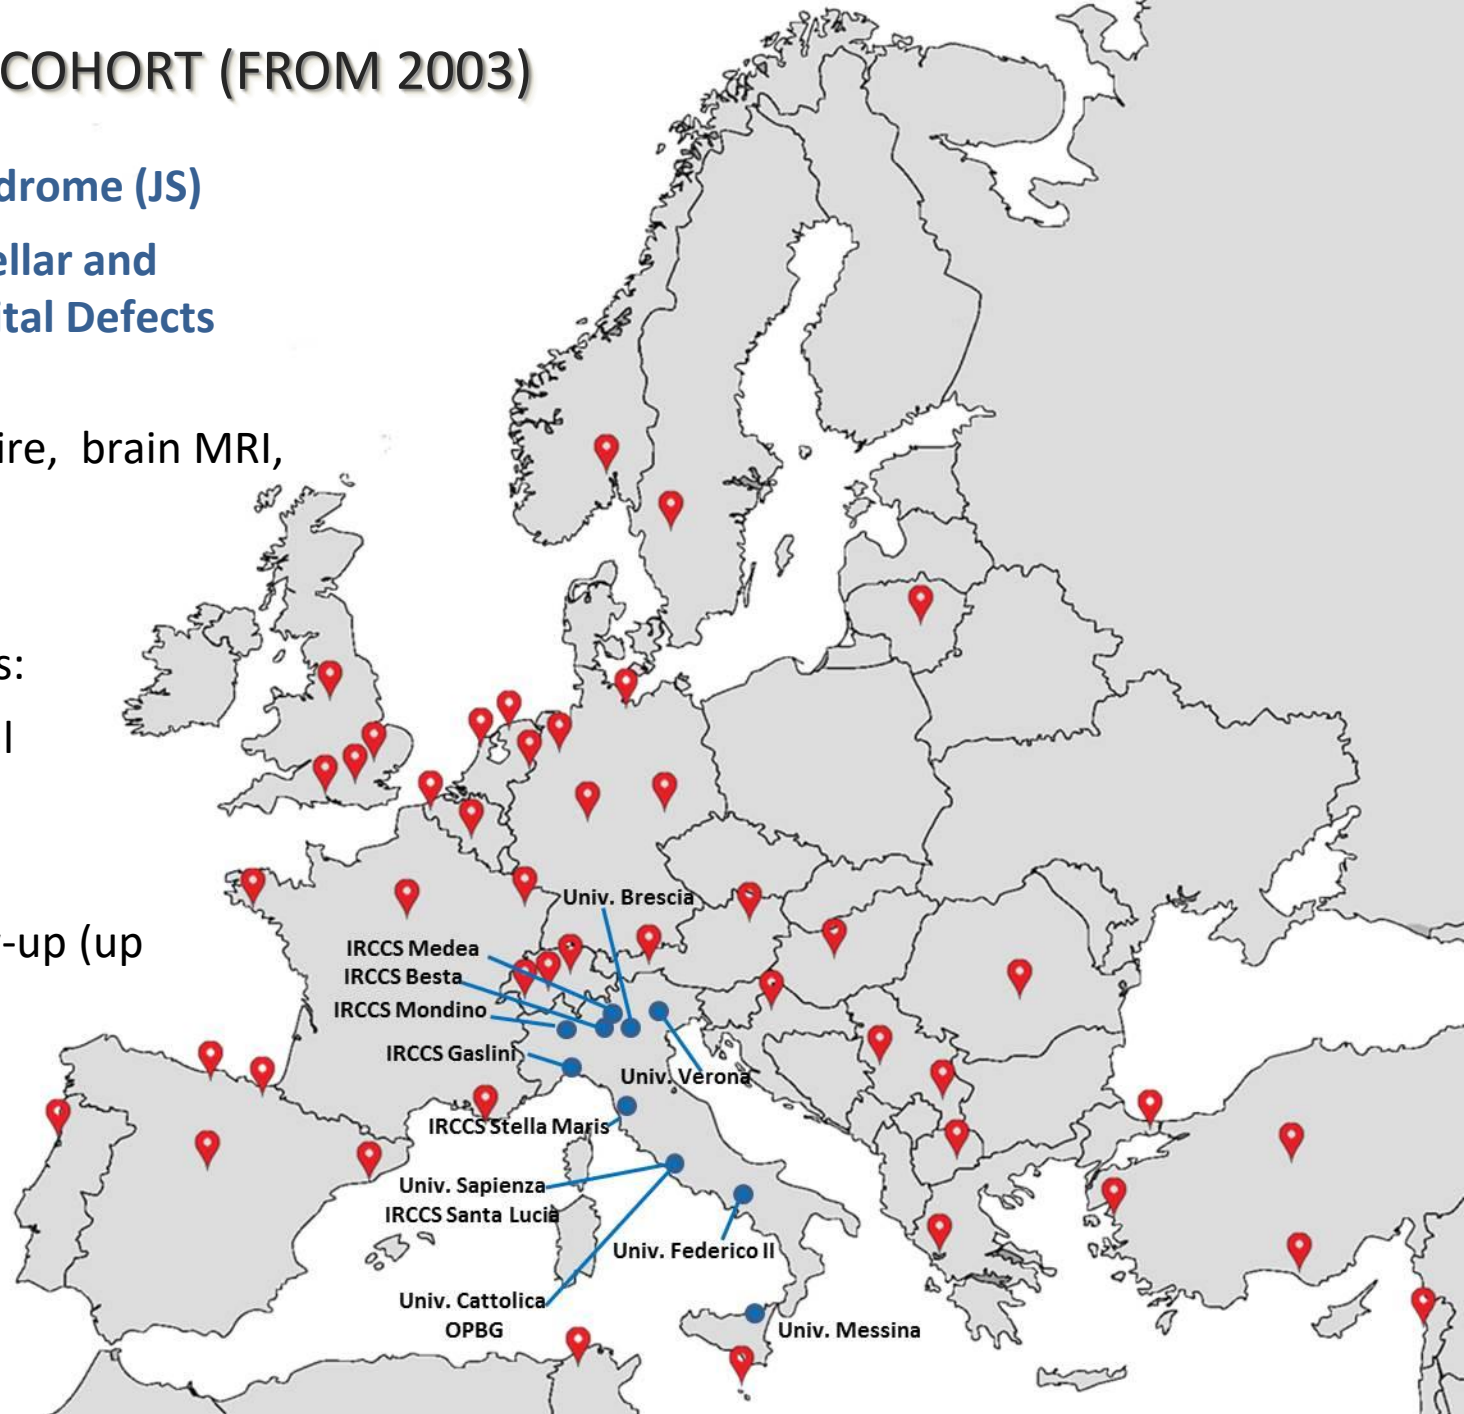 COHORT (FROM 2003)
drome (JS)
ellar and
ital Defects
ire, brain MRI,
s:
l
-up (up
Univ. Brescia
IRCCS Medea
IRCCS Besta
IRCCS Mondino
IRCCS Gaslini
Univ. Verona
IRCCS Stella Maris
Univ. Sapienza
IRCCS Santa Lucia
Univ. Federico II
Univ. Cattolica
OPBG
Univ. Messina